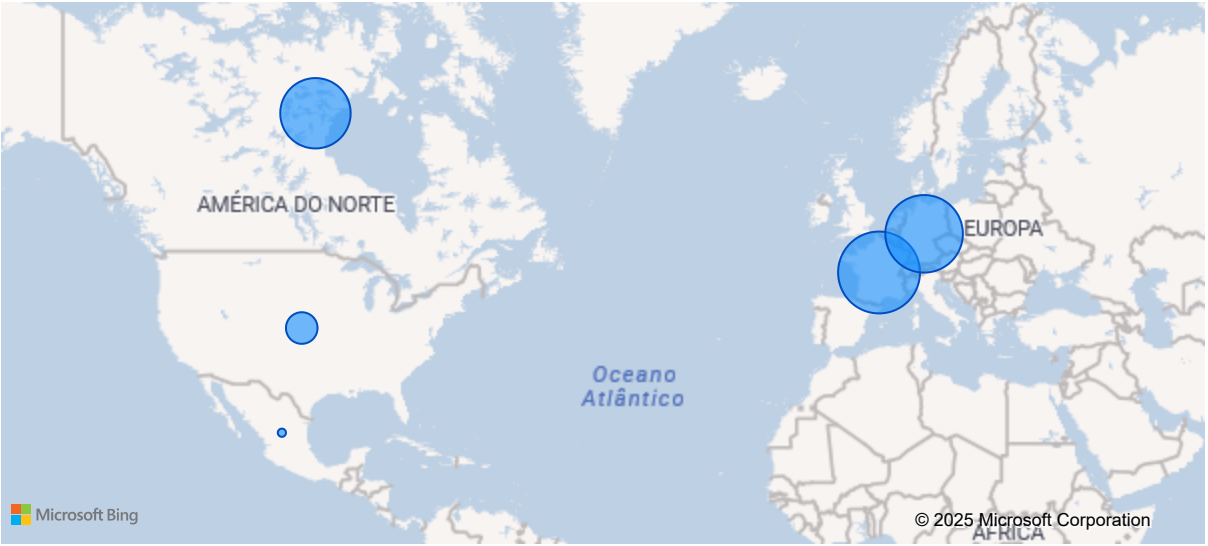 AMÉRICA DO NORTE
EUROPA
Oceano
Atlântico
Microsoft Bing
© 2025 Microsoft Corporation
ÁFRICA